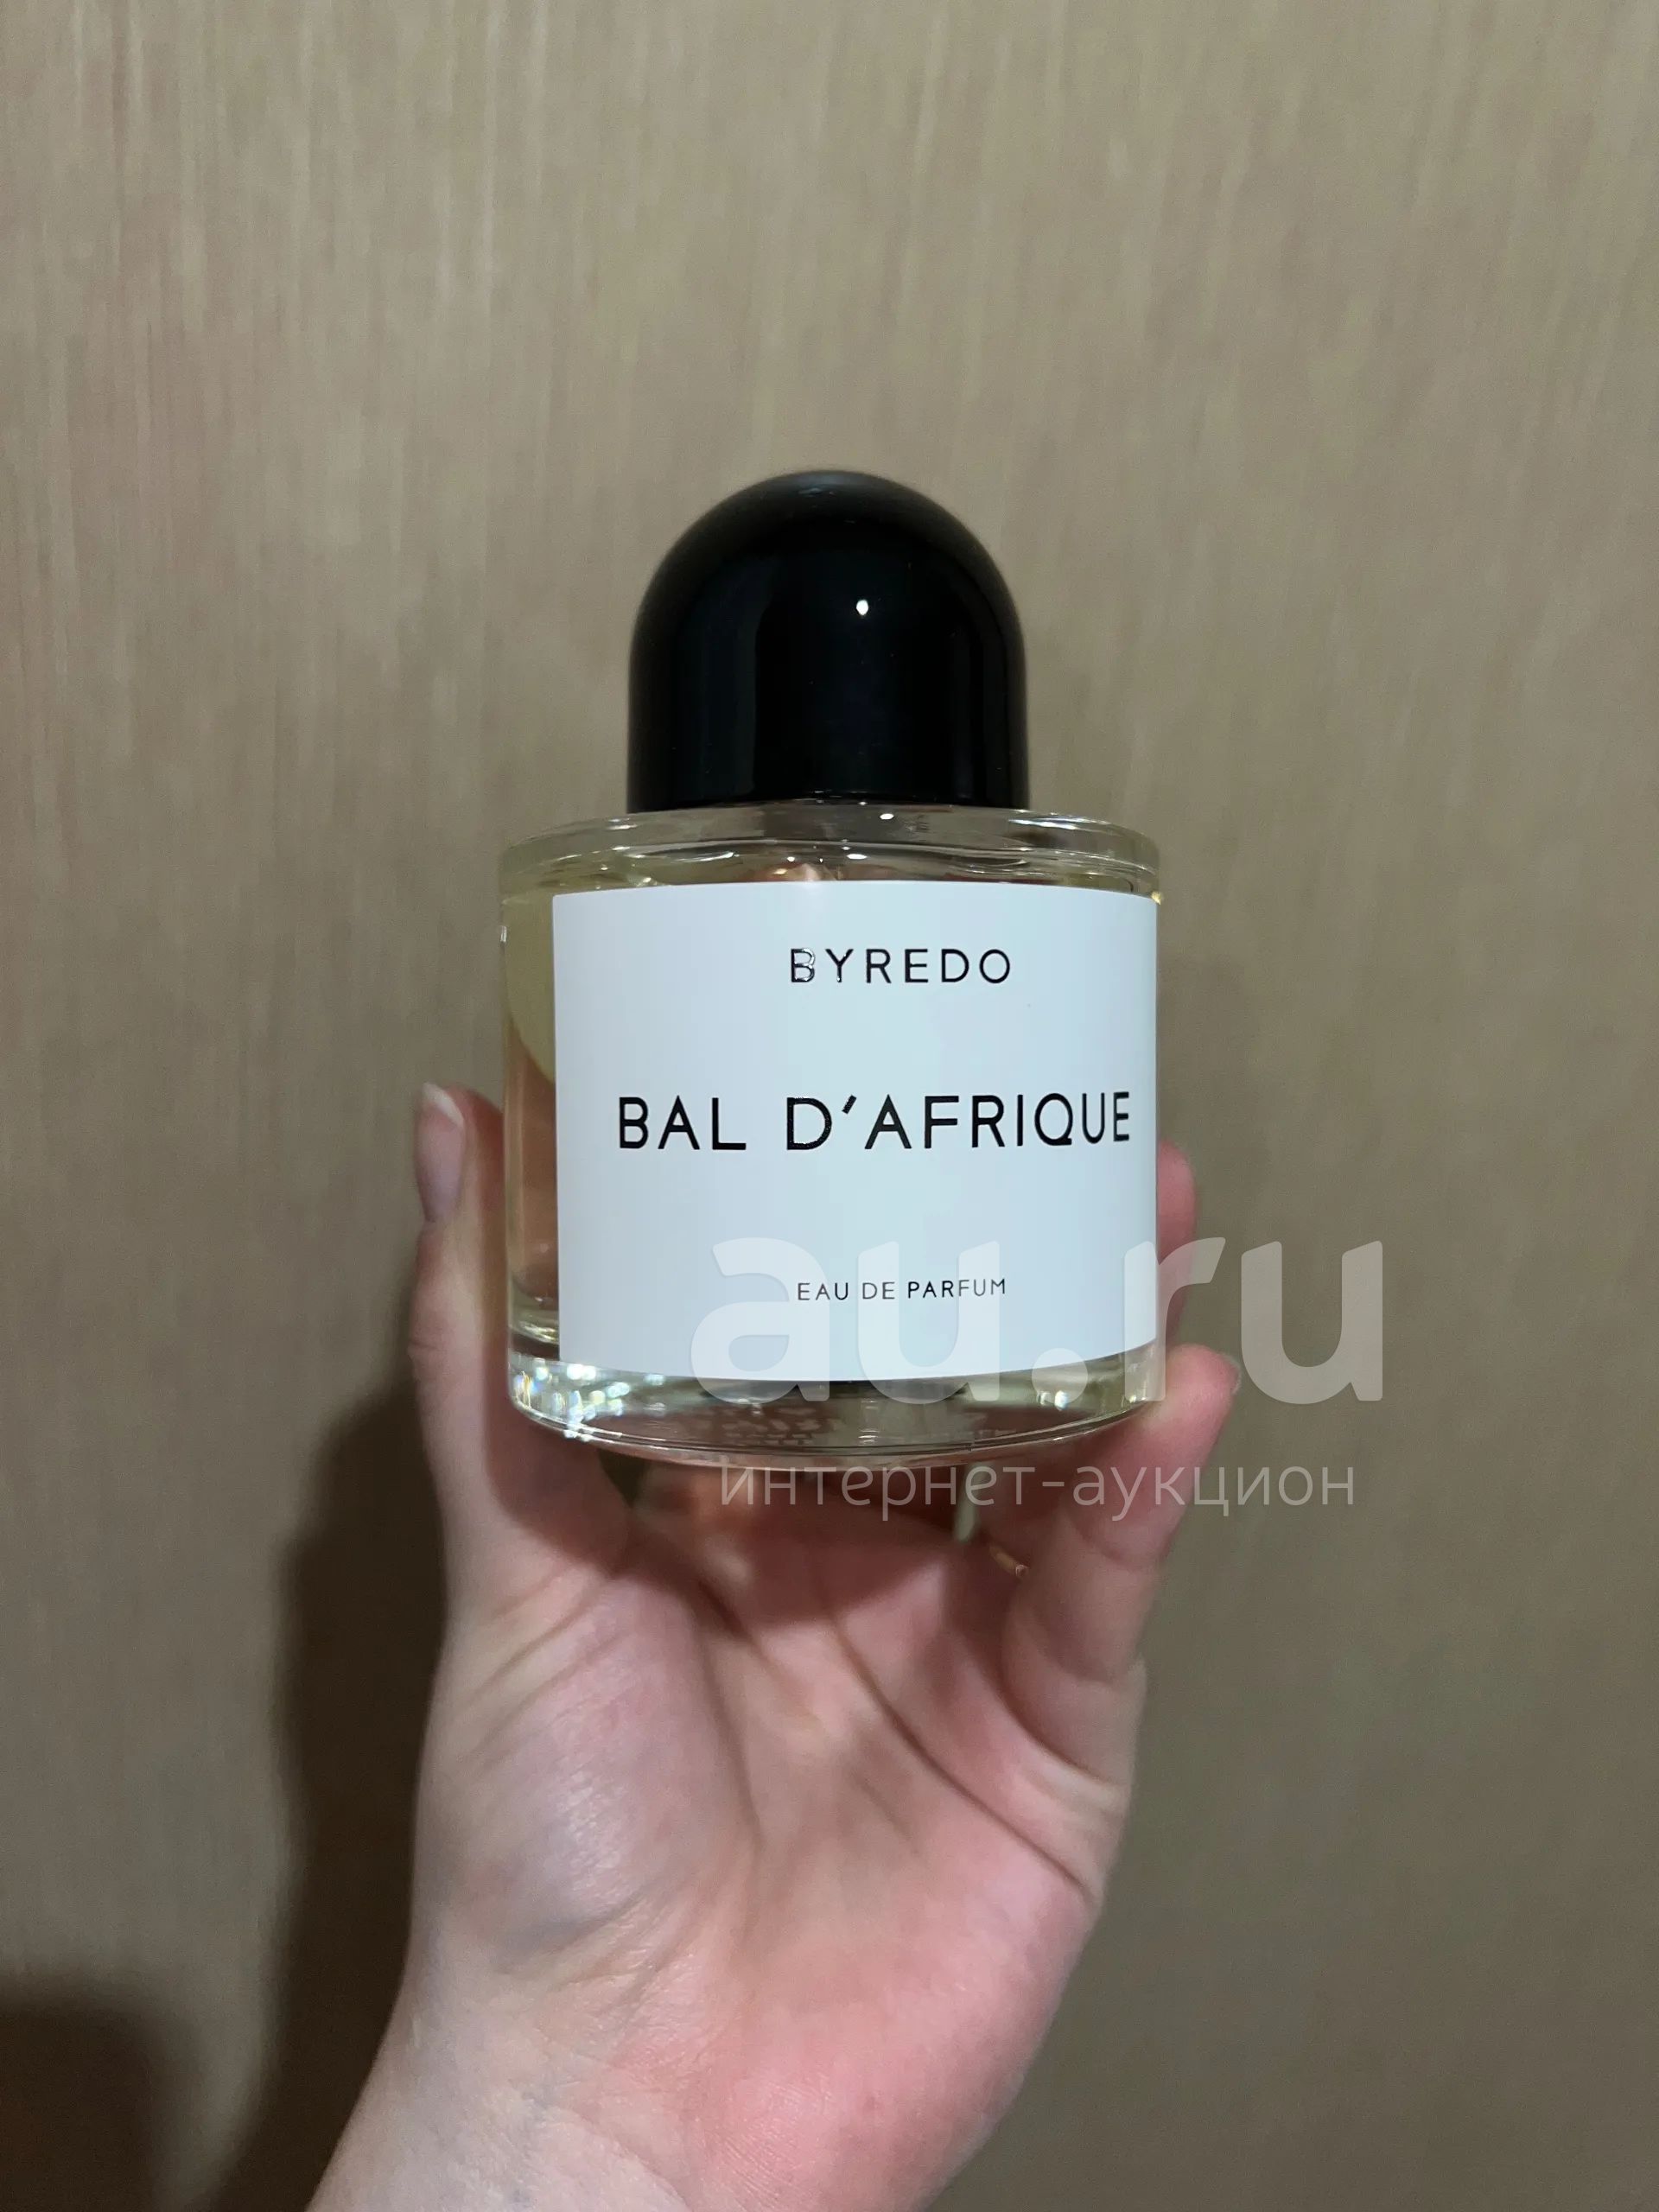 BYREDO
BAL D'AFRIQUE
EAU DE PARFUM
au.ru
интернет-аукцион